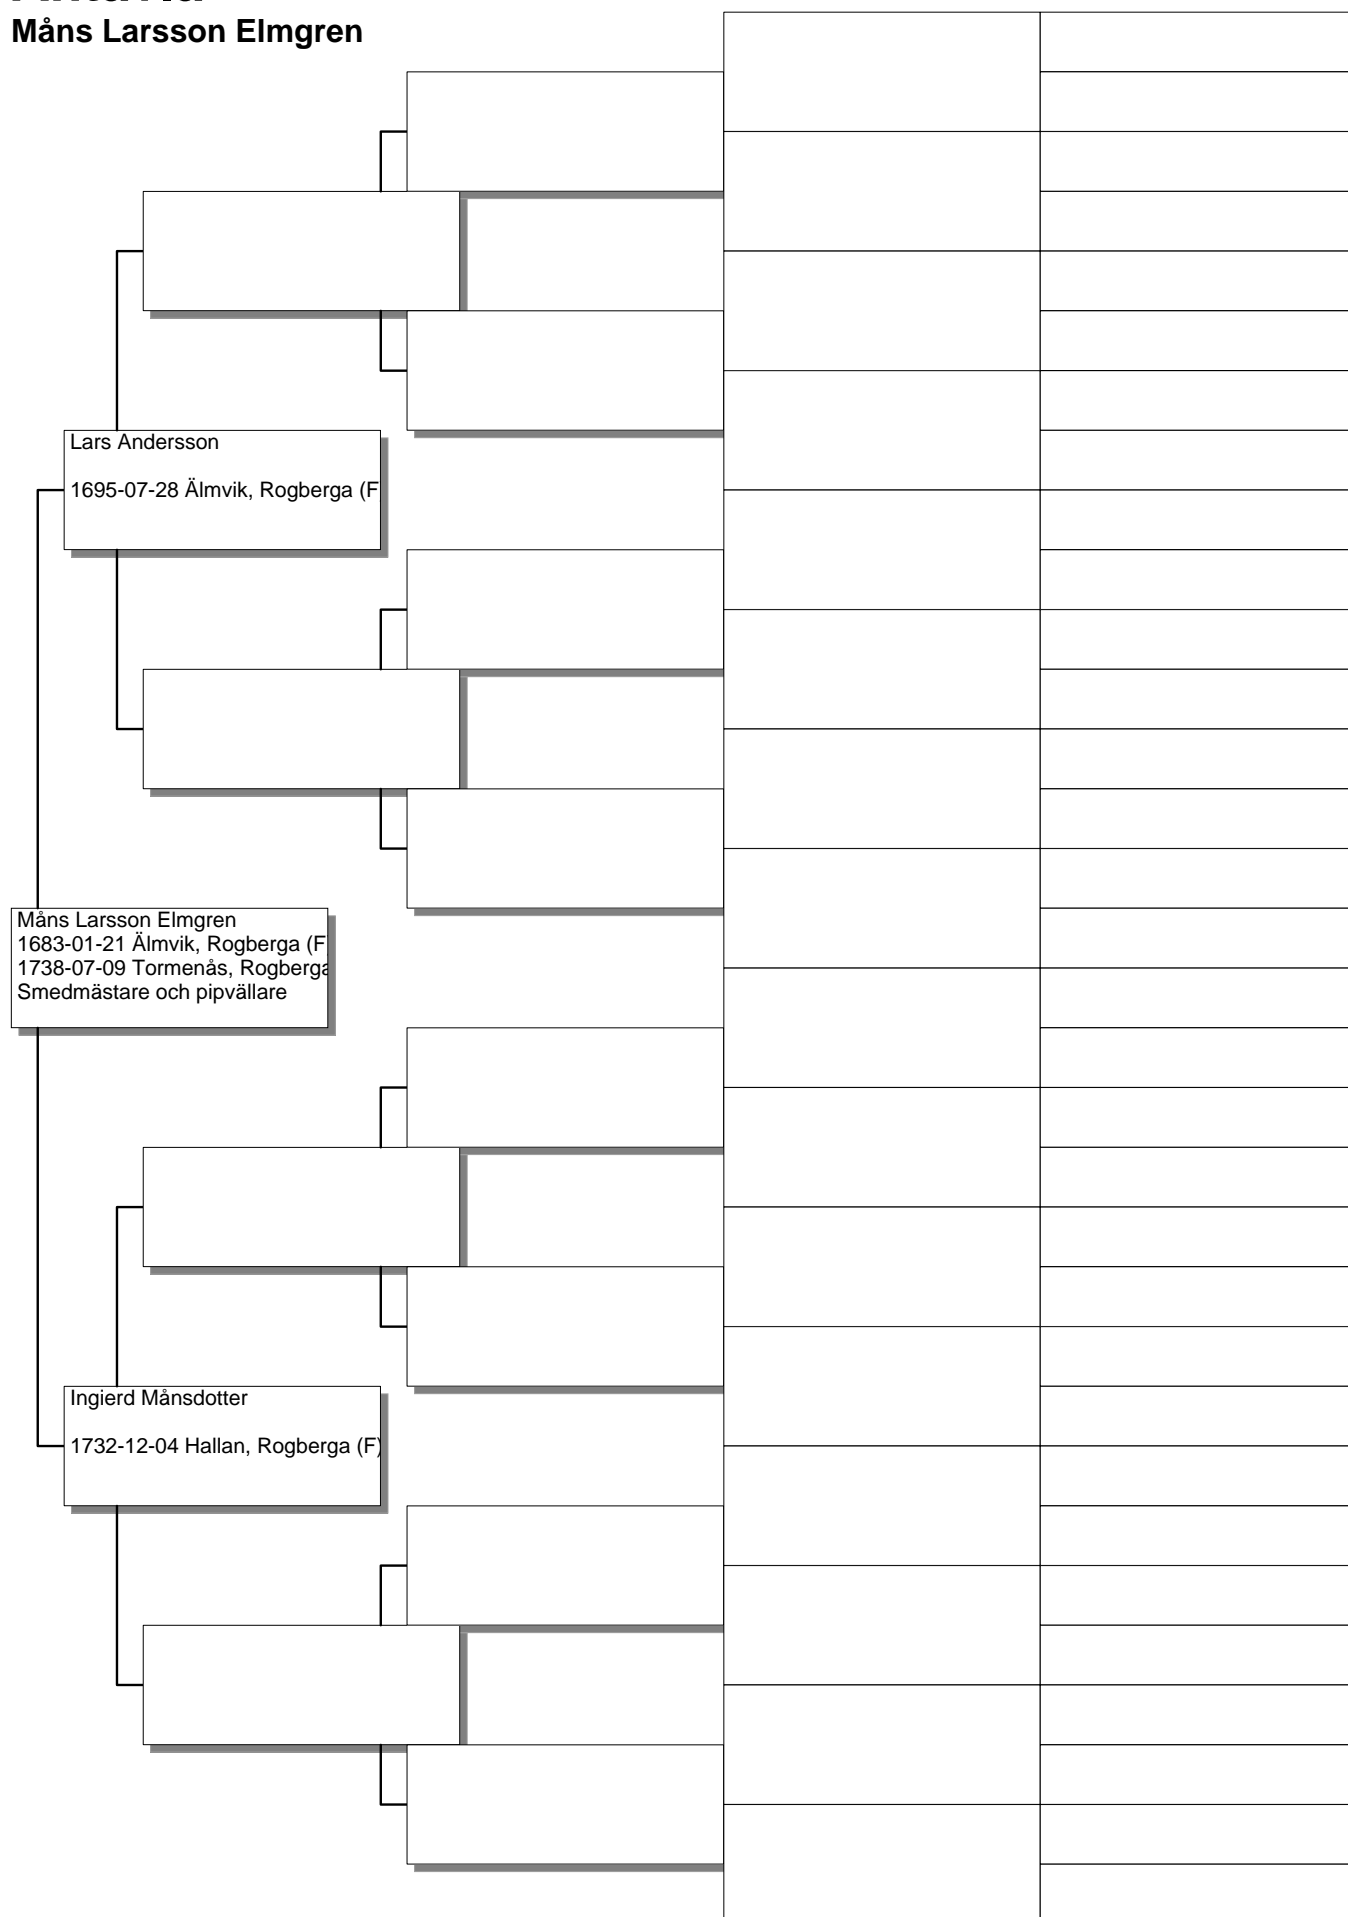 Måns Larsson Elmgren
Lars Andersson
1695-07-28 Älmvik, Rogberga (F
Måns Larsson Elmgren
1683-01-21 Älmvik, Rogberga (F
1738-07-09 Tormenås, Rogberga
Smedmästare och pipvällare
Ingierd Månsdotter
1732-12-04 Hallan, Rogberga (F)